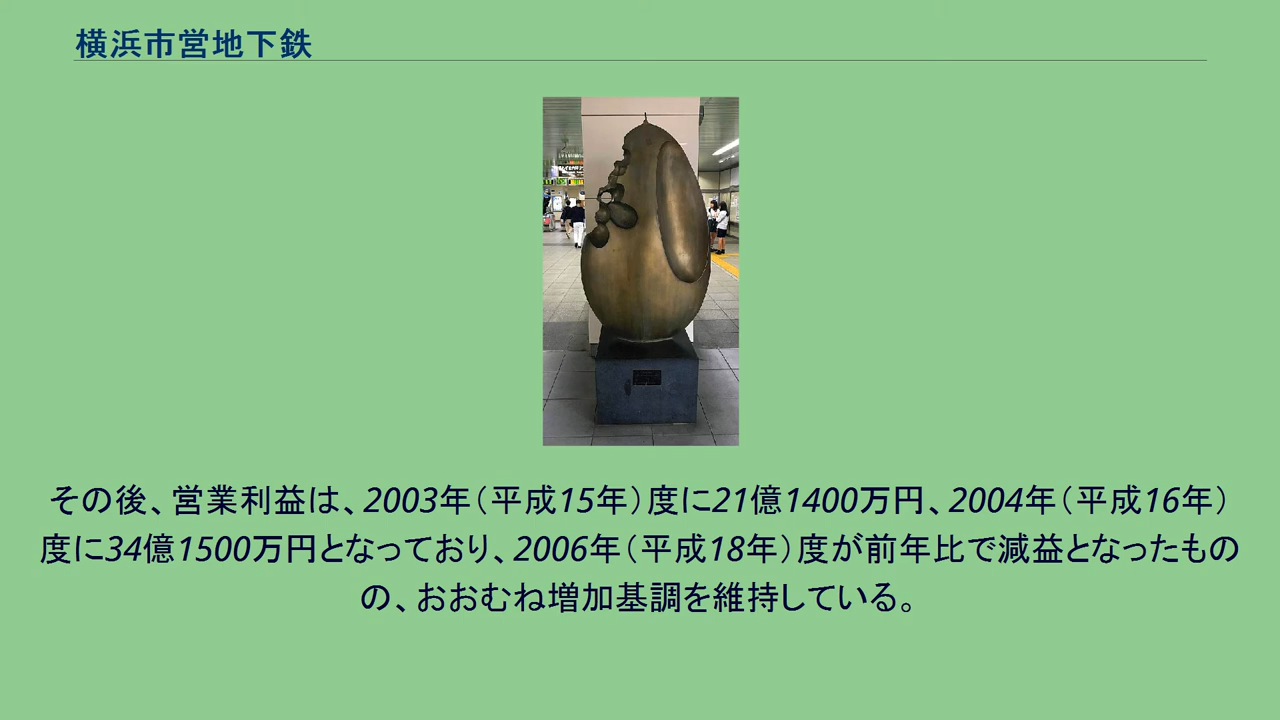 横浜市営地下鉄
その後、営業利益は、2003年（平成15年）度に21億1400万円、2004年（平成16年）
度に34億1500万円となっており、2006年（平成18年）度が前年比で減益となったもの
の、おおむね増加基調を維持している。